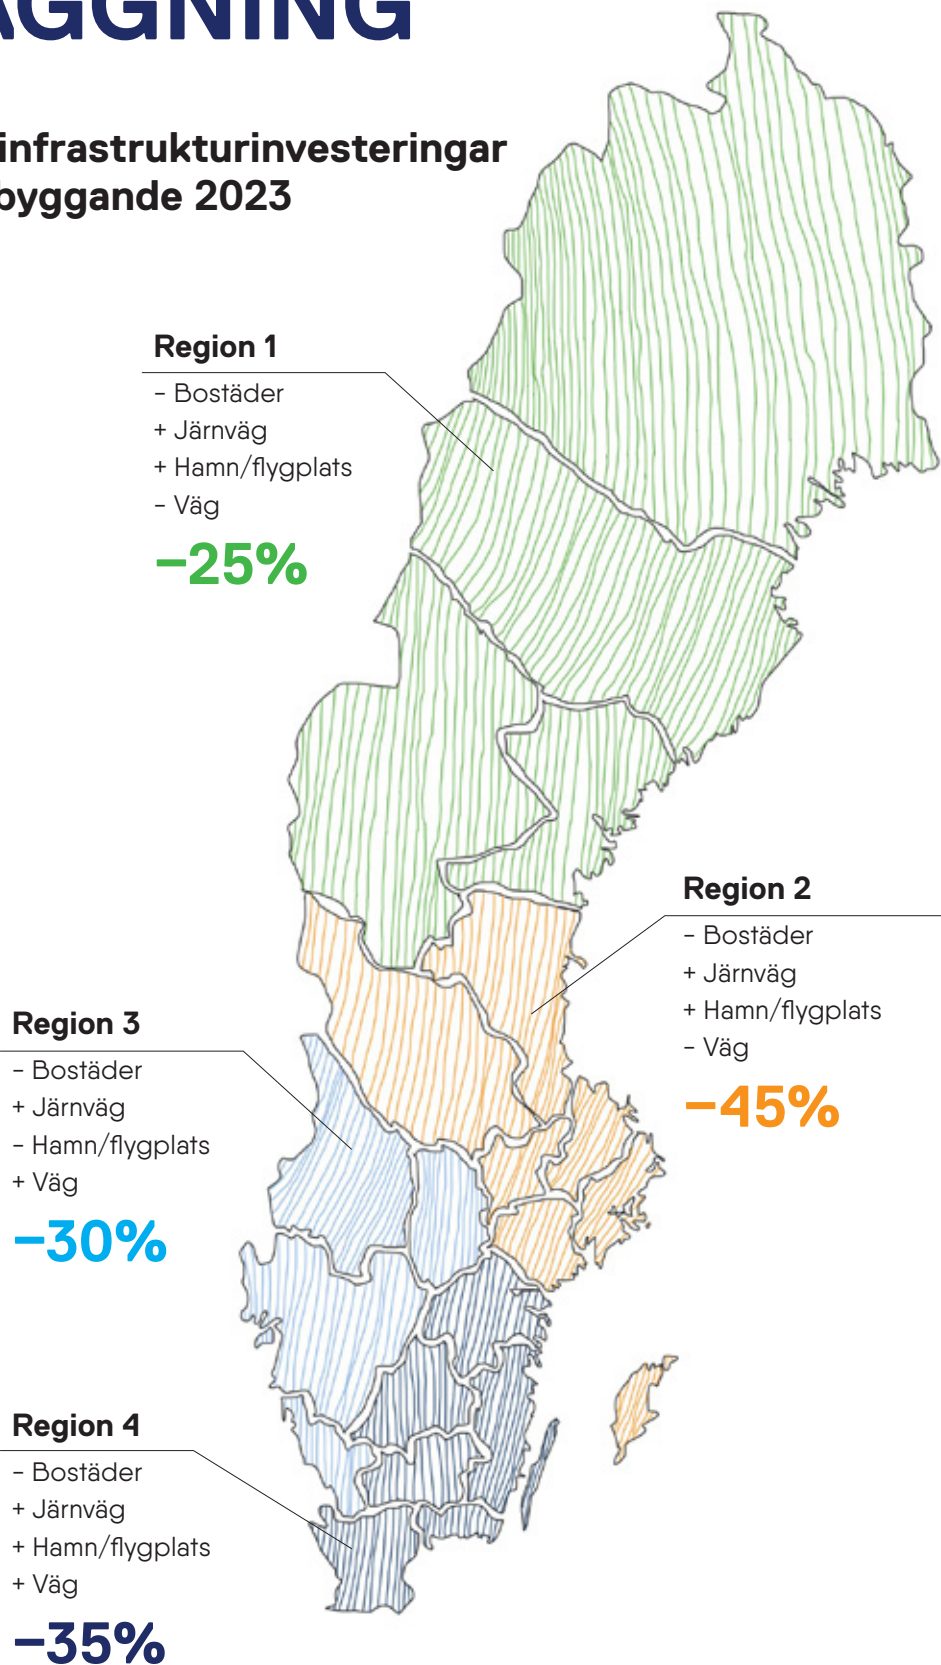 ÄGGNING
infrastrukturinvesteringar
byggande 2023
Region 1
- Bostäder
+ Järnväg
+ Hamn/flygplats
- Väg
–25%
Region 2
- Bostäder
+ Järnväg
+ Hamn/flygplats
- Väg
–45%
Region 3
- Bostäder
+ Järnväg
- Hamn/flygplats
+ Väg
–30%
Region 4
- Bostäder
+ Järnväg
+ Hamn/flygplats
+ Väg
–35%